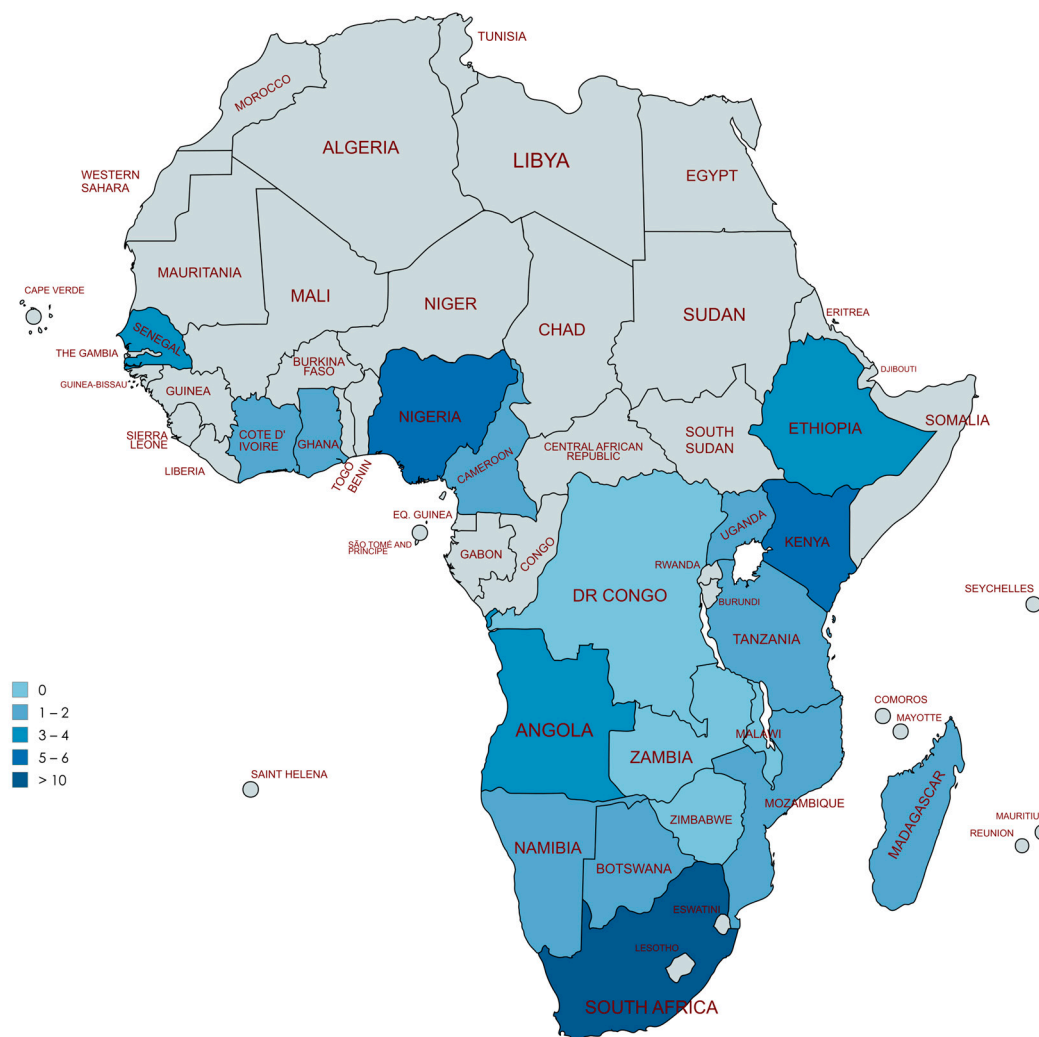 TUNISIA
MOROCCO
ALGERIA
LIBYA
EGYPT
WESTERN
SAHARA
MAURITANIA
CAPE VERDE
MALI
NIGER
CHAD
SUDAN
ERITREA
SENEGAL
THE GAMBIA
BURKINA
FASO
DJIBOUTI
GUINEA-BISSAU
GUINEA
NIGERIA
SOMALIA
SIERRA
LEONE
COTE D'
IVOIRE
GHANA
CENTRAL AFRICAN
REPUBLIC
SOUTH
SUDAN
ETHIOPIA
LIBERIA
TOGO
BENIN
CAMEROON
EQ. GUINEA
SÃO TOMÉ AND
PRINCIPE
GABON
CONGO
UGANDA
KENYA
RWANDA
DR CONGO
BURUNDI
SEYCHELLES
TANZANIA
0
1 – 2
3 – 4
5 – 6
> 10
COMOROS
MAYOTTE
ANGOLA
MALAWI
ZAMBIA
SAINT HELENA
MOZAMBIQUE
MADAGASCAR
ZIMBABWE
MAURITIU
REUNION
NAMIBIA
BOTSWANA
ESWATINI
LESOTHO
SOUTH AFRICA